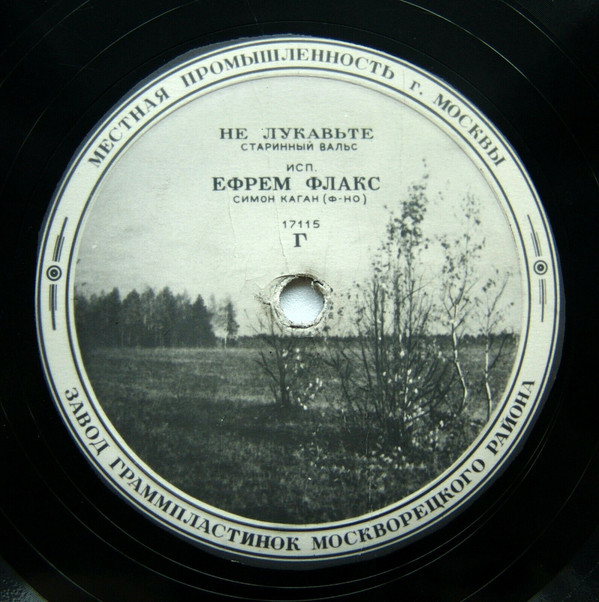 МЕСТНАЯ ПРОМЫШЛЕННОСТЬ г. МОСКВЫ
НЕ ЛУКАВЬТЕ
СТАРИННЫЙ ВАЛЬС
ИСП.
ЕФРЕМ ФЛАКС
СИМОН КАГАН (Ф-НО)
17115
Г
ЗАВОД ГРАММПЛАСТИНОК МОСКВОРЕЦКОГО РАЙОНА